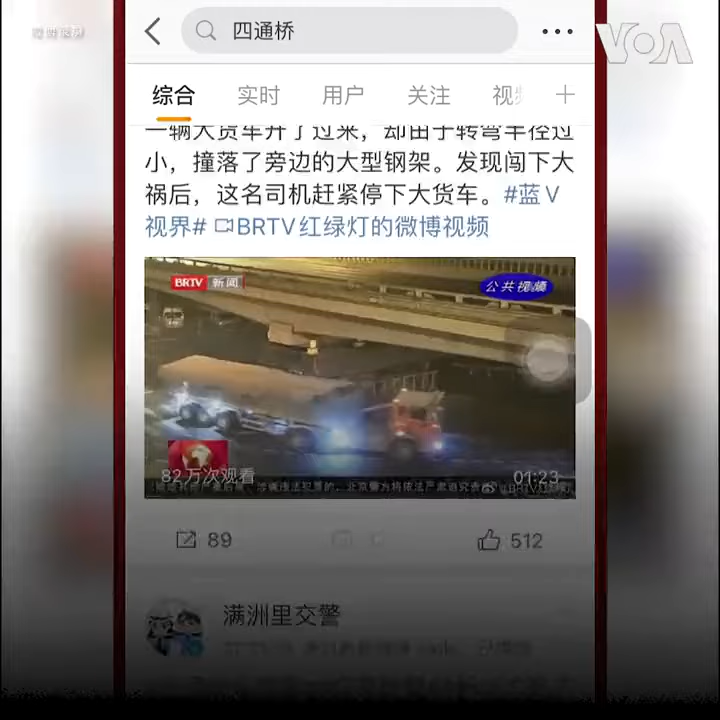 VOA
四通桥
综合 实时 用户 关注 视频
一辆大货车开了过来，却由于转弯半径过
小，撞落了旁边的大型钢架。发现闯下大
祸后，这名司机赶紧停下大货车。#蓝V
视界# BRTV红绿灯的微博视频
BRTV 新闻
公共视频
82万次观看
01:23
89
512
满洲里交警